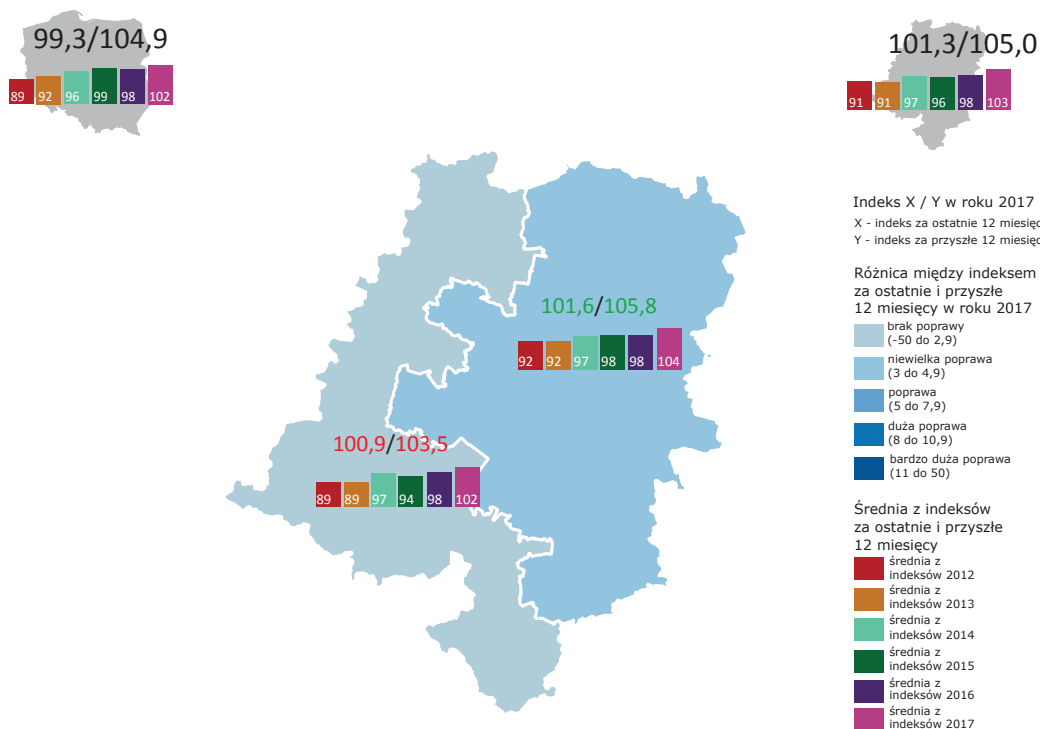 99,3/104,9
89 92 96 99 98 102
101,3/105,0
91 91 97 96 98 103
101,6/105,8
92 92 97 98 98 104
100,9/103,5
89 89 97 94 98 102
Indeks X / Y w roku 2017
X - indeks za ostatnie 12 miesięc
Y - indeks za przyszłe 12 miesięc
Różnica między indeksem
za ostatnie i przyszłe
12 miesięcy w roku 2017
brak poprawy
(-50 do 2,9)
niewielka poprawa
(3 do 4,9)
poprawa
(5 do 7,9)
duża poprawa
(8 do 10,9)
bardzo duża poprawa
(11 do 50)
Średnia z indeksów
za ostatnie i przyszłe
12 miesięcy
średnia z
indeksów 2012
średnia z
indeksów 2013
średnia z
indeksów 2014
średnia z
indeksów 2015
średnia z
indeksów 2016
średnia z
indeksów 2017